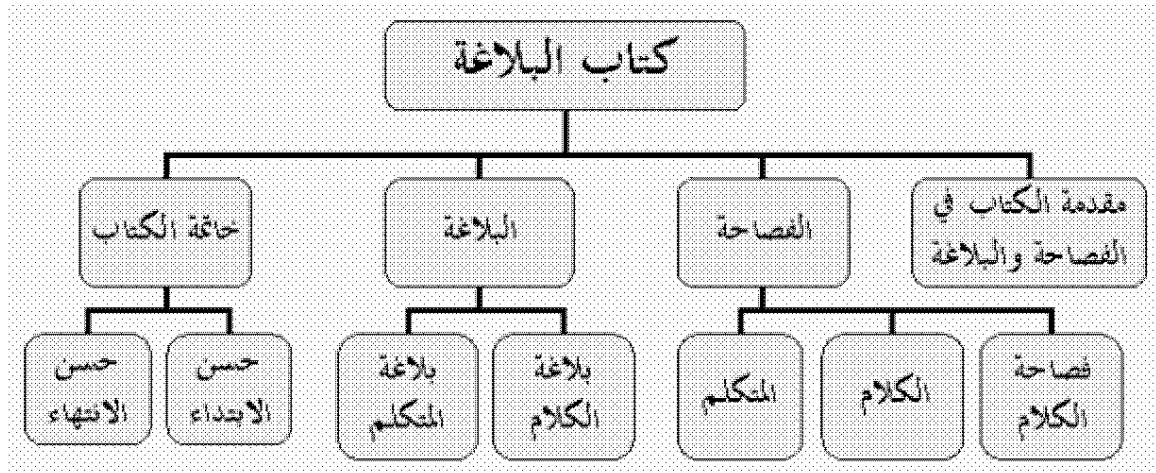 كتاب البلاغة
مقدمة الكتاب في
الفصاحة والبلاغة
الفصاحة
البلاغة
خاتمة الكتاب
فصاحة
الكلام
الكلام
المتكلم
بلاغة
الكلام
بلاغة
المتكلم
حسن
الابتداء
حسن
الانتهاء